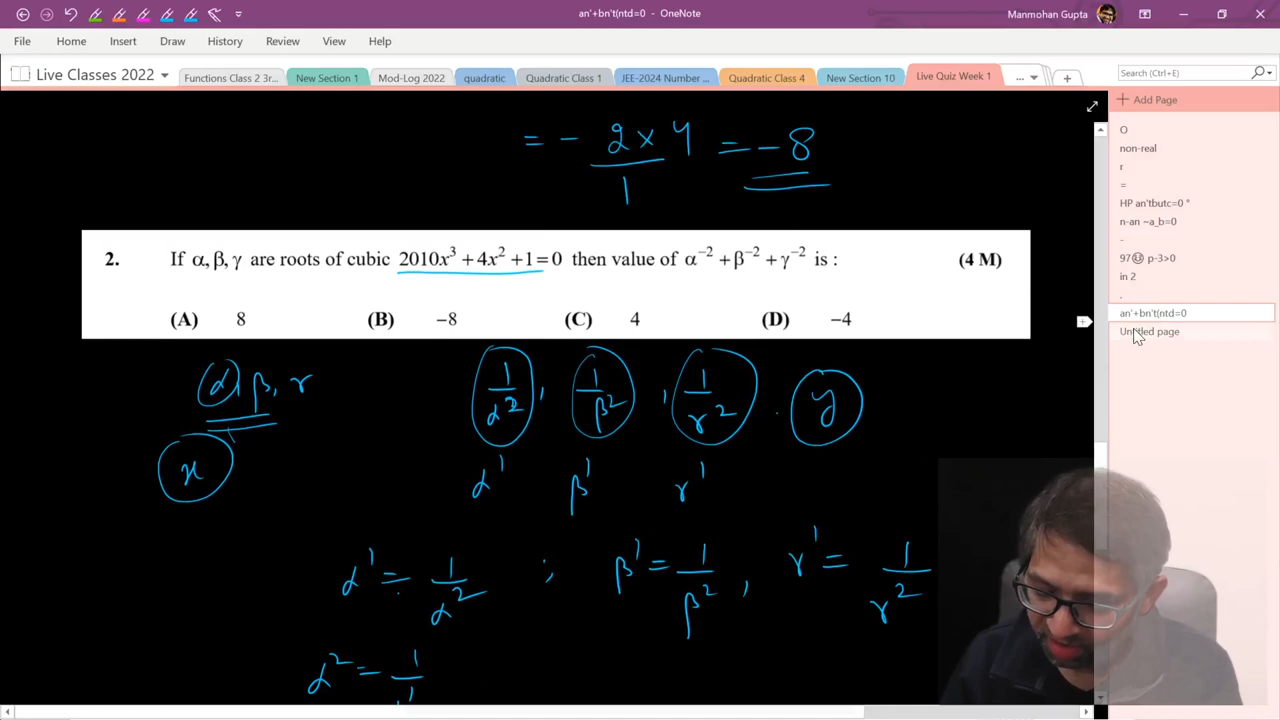 an'+bn't(ntd=0 - OneNote
Manmohan Gupta
File Home Insert Draw History Review View Help
Live Classes 2022
Functions Class 2 3r... New Section 1 Mod-Log 2022 quadratic Quadratic Class 1 JEE-2024 Number ... Quadratic Class 4 New Section 10 Live Quiz Week 1 ...
Search (Ctrl+E)
Add Page
O
non-real
r
=
HP an'tbutc=0 °
n-an ~a_b=0
-
97☹ p-3>0
in 2
.
an'+bn't(ntd=0
Untitled page
= - 2 × 4 / 1 = -8
2. If α, β, γ are roots of cubic 2010x³ + 4x² + 1 = 0 then value of α⁻² + β⁻² + γ⁻² is : (4 M)
(A) 8 (B) −8 (C) 4 (D) −4
α, β, γ 1/α², 1/β², 1/γ² . y
x α' β' γ'
α' = 1/α² ; β' = 1/β², γ' = 1/γ²
α² = 1